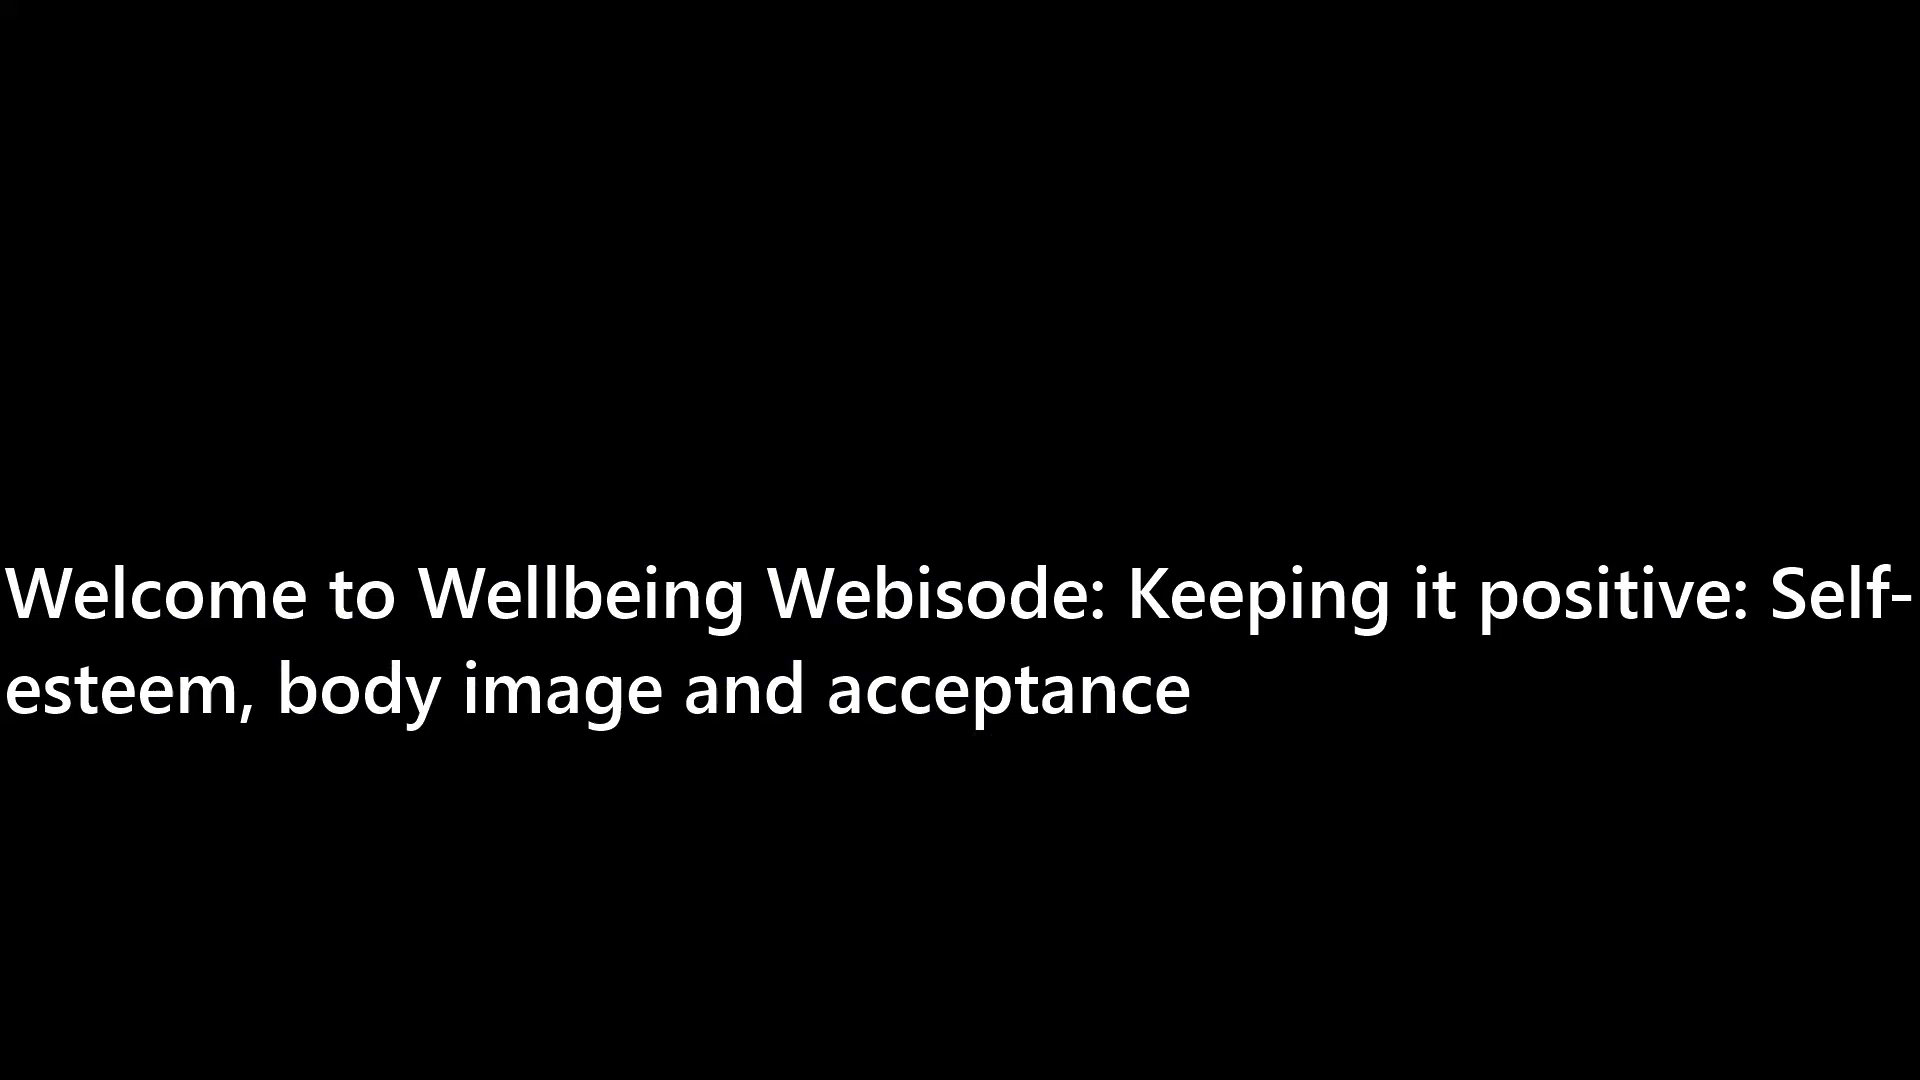 Welcome to Wellbeing Webisode: Keeping it positive: Self-
esteem, body image and acceptance